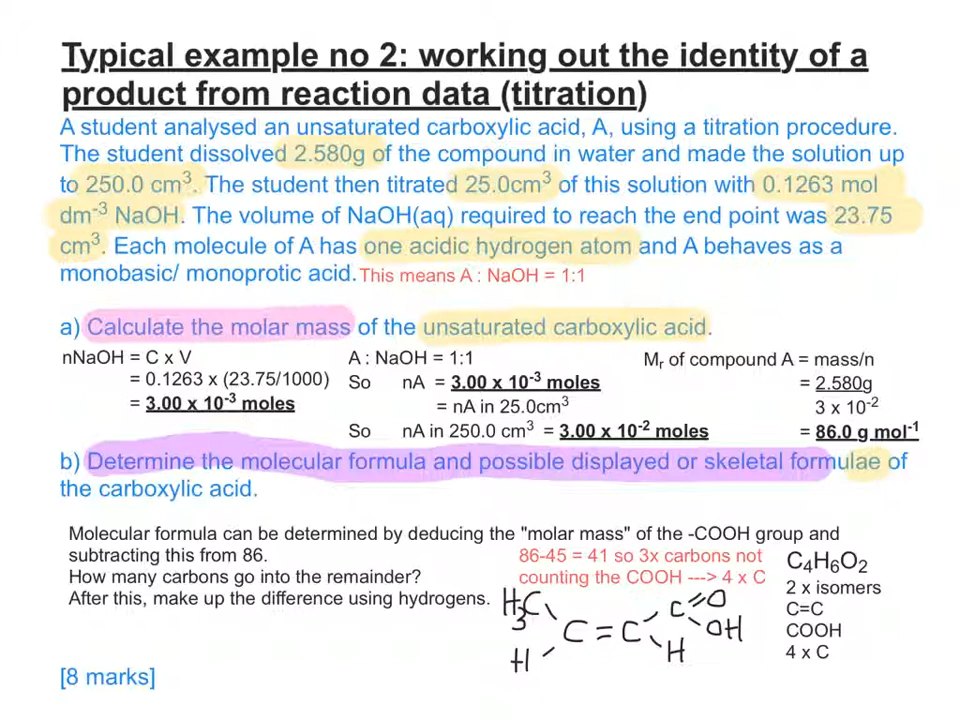 Typical example no 2: working out the identity of a
product from reaction data (titration)
A student analysed an unsaturated carboxylic acid, A, using a titration procedure.
The student dissolved 2.580g of the compound in water and made the solution up
to 250.0 cm³. The student then titrated 25.0cm³ of this solution with 0.1263 mol
dm⁻³ NaOH. The volume of NaOH(aq) required to reach the end point was 23.75
cm³. Each molecule of A has one acidic hydrogen atom and A behaves as a
monobasic/ monoprotic acid. This means A : NaOH = 1:1
a) Calculate the molar mass of the unsaturated carboxylic acid.
nNaOH = C x V
= 0.1263 x (23.75/1000)
= 3.00 x 10⁻³ moles
A : NaOH = 1:1
So nA = 3.00 x 10⁻³ moles
= nA in 25.0cm³
So nA in 250.0 cm³ = 3.00 x 10⁻² moles
Mᵣ of compound A = mass/n
= 2.580g
3 x 10⁻²
= 86.0 g mol⁻¹
b) Determine the molecular formula and possible displayed or skeletal formulae of
the carboxylic acid.
Molecular formula can be determined by deducing the "molar mass" of the -COOH group and
subtracting this from 86.
How many carbons go into the remainder?
After this, make up the difference using hydrogens.
86-45 = 41 so 3x carbons not
counting the COOH ---> 4 x C
C₄H₆O₂
2 x isomers
C=C
COOH
4 x C
H₃C C=O
C=C OH
H H
[8 marks]